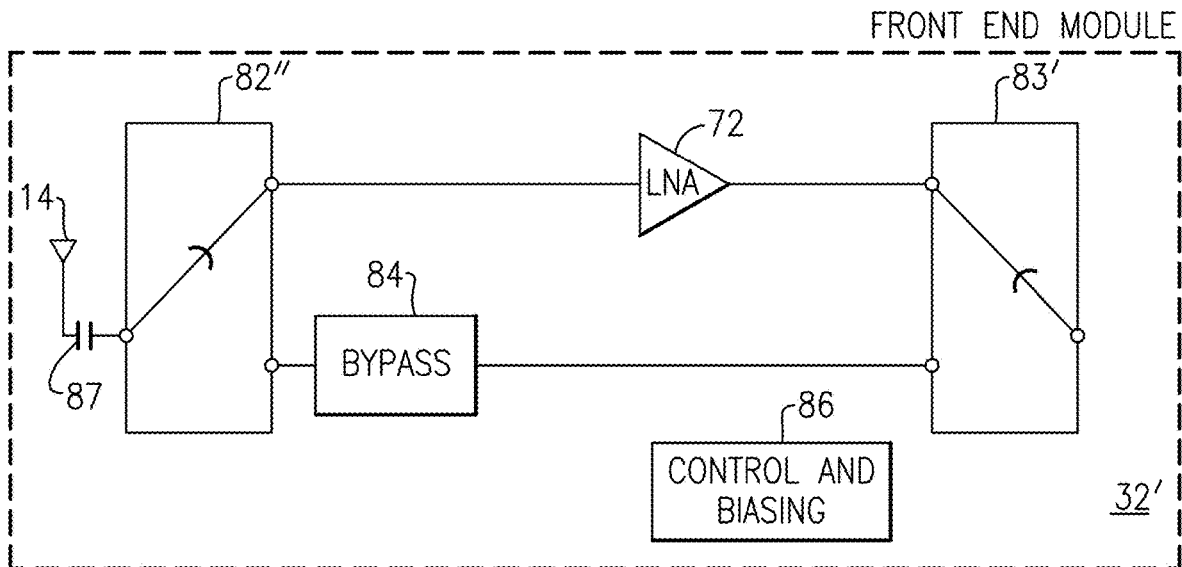 FRONT END MODULE
82"
83'
72
14
LNA
84
BYPASS
87
86
CONTROL AND
BIASING
32'